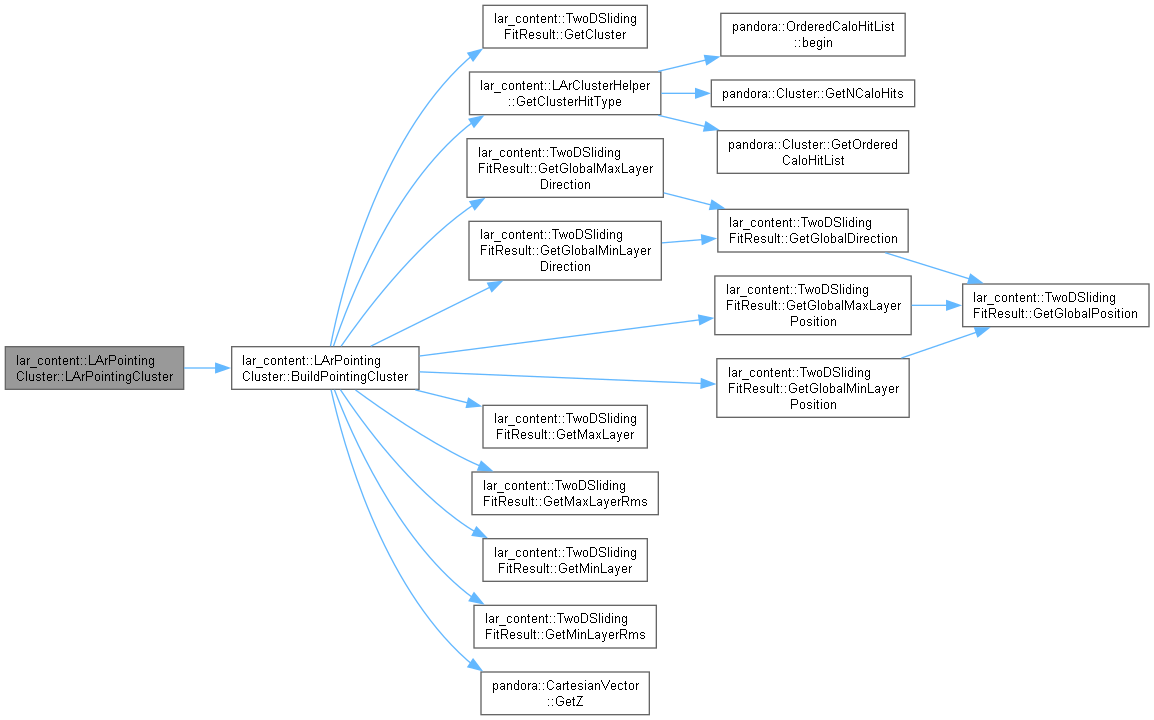 lar_content::LArPointing
Cluster::LArPointingCluster
lar_content::LArPointing
Cluster::BuildPointingCluster
lar_content::TwoDSliding
FitResult::GetCluster
lar_content::LArClusterHelper
::GetClusterHitType
lar_content::TwoDSliding
FitResult::GetGlobalMaxLayer
Direction
lar_content::TwoDSliding
FitResult::GetGlobalMinLayer
Direction
lar_content::TwoDSliding
FitResult::GetMaxLayer
lar_content::TwoDSliding
FitResult::GetMaxLayerRms
lar_content::TwoDSliding
FitResult::GetMinLayer
lar_content::TwoDSliding
FitResult::GetMinLayerRms
pandora::CartesianVector
::GetZ
pandora::OrderedCaloHitList
::begin
pandora::Cluster::GetNCaloHits
pandora::Cluster::GetOrdered
CaloHitList
lar_content::TwoDSliding
FitResult::GetGlobalDirection
lar_content::TwoDSliding
FitResult::GetGlobalMaxLayer
Position
lar_content::TwoDSliding
FitResult::GetGlobalMinLayer
Position
lar_content::TwoDSliding
FitResult::GetGlobalPosition